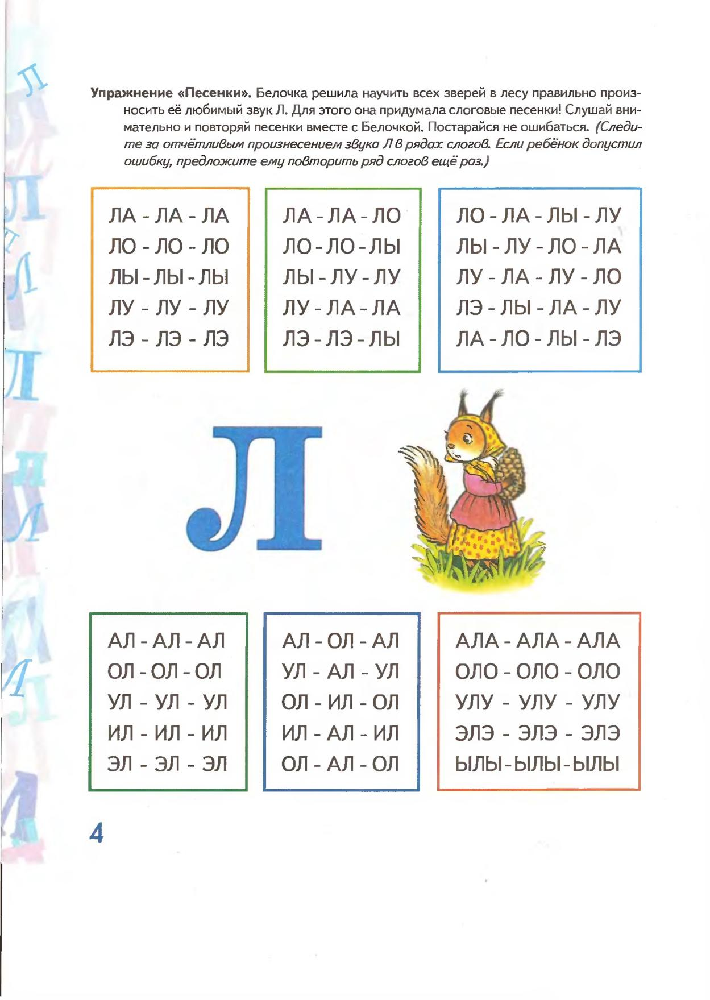 Упражнение «Песенки». Белочка решила научить всех зверей в лесу правильно произ-
носить её любимый звук Л. Для этого она придумала слоговые песенки! Слушай вни-
мательно и повторяй песенки вместе с Белочкой. Постарайся не ошибаться. (Следи-
те за отчётливым произнесением звука Л в рядах слогов. Если ребёнок допустил
ошибку, предложите ему повторить ряд слогов ещё раз.)
ЛА - ЛА - ЛА
ЛО - ЛО - ЛО
ЛЫ - ЛЫ - ЛЫ
ЛУ - ЛУ - ЛУ
ЛЭ - ЛЭ - ЛЭ
ЛА - ЛА - ЛО
ЛО - ЛО - ЛЫ
ЛЫ - ЛУ - ЛУ
ЛУ - ЛА - ЛА
ЛЭ - ЛЭ - ЛЫ
ЛО - ЛА - ЛЫ - ЛУ
ЛЫ - ЛУ - ЛО - ЛА
ЛУ - ЛА - ЛУ - ЛО
ЛЭ - ЛЫ - ЛА - ЛУ
ЛА - ЛО - ЛЫ - ЛЭ
Л
АЛ - АЛ - АЛ
ОЛ - ОЛ - ОЛ
УЛ - УЛ - УЛ
ИЛ - ИЛ - ИЛ
ЭЛ - ЭЛ - ЭЛ
АЛ - ОЛ - АЛ
УЛ - АЛ - УЛ
ОЛ - ИЛ - ОЛ
ИЛ - АЛ - ИЛ
ОЛ - АЛ - ОЛ
АЛА - АЛА - АЛА
ОЛО - ОЛО - ОЛО
УЛУ - УЛУ - УЛУ
ЭЛЭ - ЭЛЭ - ЭЛЭ
ЫЛЫ - ЫЛЫ - ЫЛЫ
4